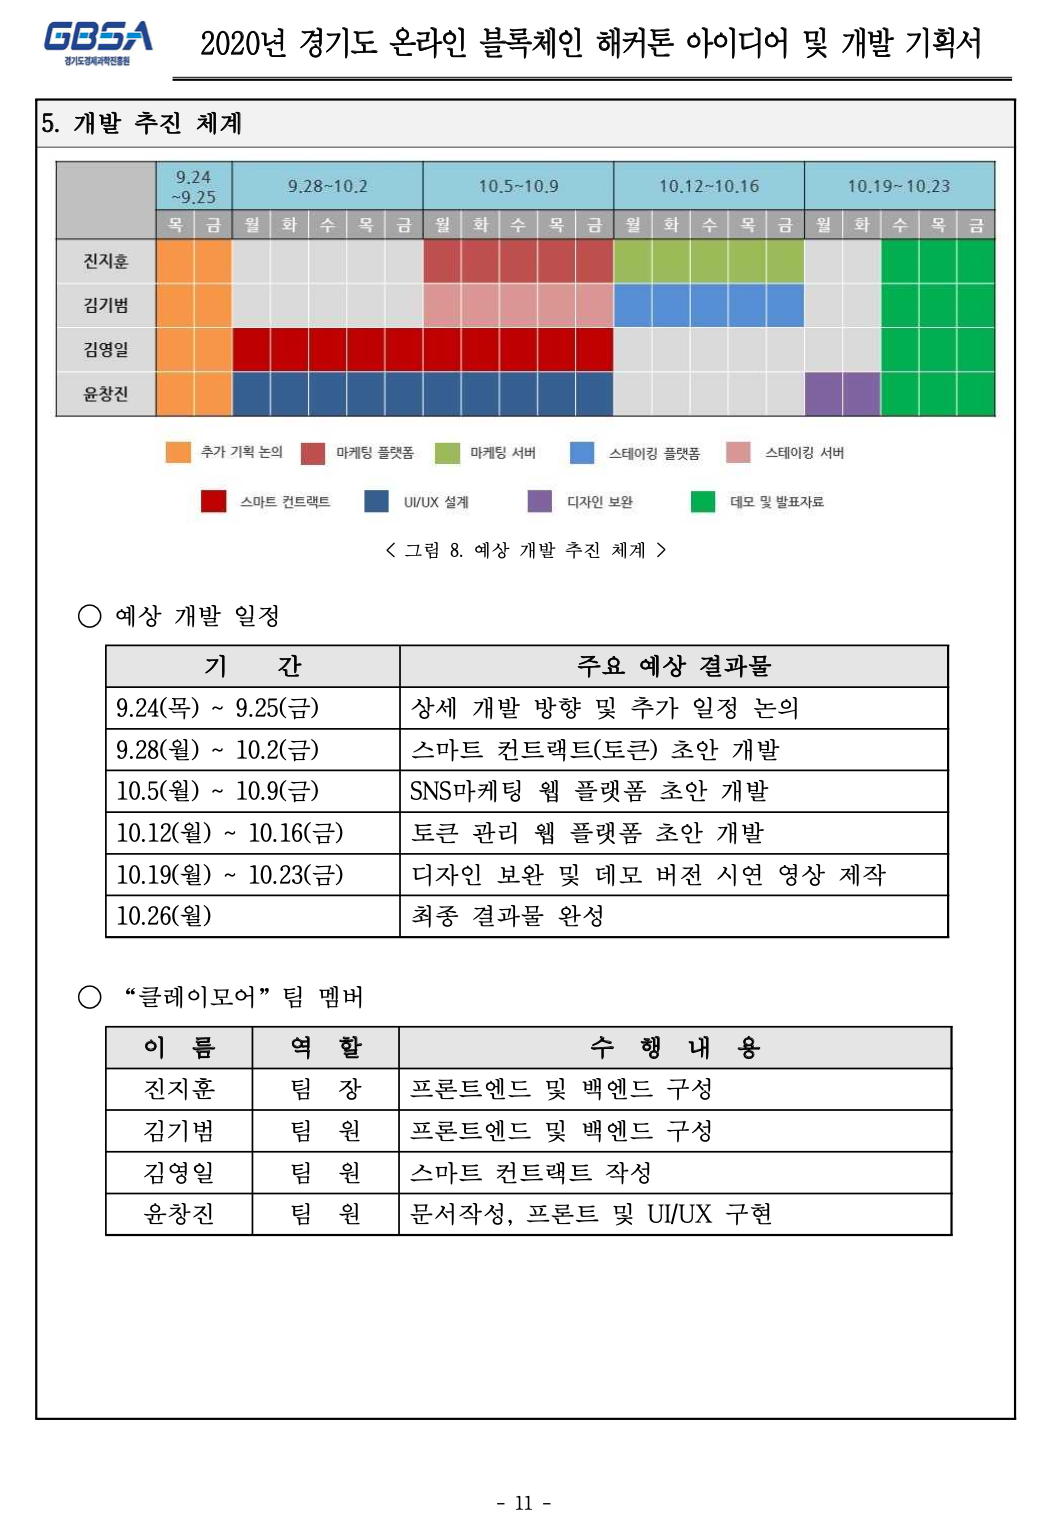 GBSA
경기도경제과학진흥원
2020년 경기도 온라인 블록체인 해커톤 아이디어 및 개발 기획서
5. 개발 추진 체계
9.24 ~9.25 9.28~10.2 10.5~10.9 10.12~10.16 10.19~10.23
목 금 월 화 수 목 금 월 화 수 목 금 월 화 수 목 금 월 화 수 목 금
진지훈
김기범
김영일
윤창진
추가 기획 논의 마케팅 플랫폼 마케팅 서버 스테이킹 플랫폼 스테이킹 서버
스마트 컨트랙트 UI/UX 설계 디자인 보완 데모 및 발표자료
< 그림 8. 예상 개발 추진 체계 >
○ 예상 개발 일정
기 간 주요 예상 결과물
9.24(목) ~ 9.25(금) 상세 개발 방향 및 추가 일정 논의
9.28(월) ~ 10.2(금) 스마트 컨트랙트(토큰) 초안 개발
10.5(월) ~ 10.9(금) SNS마케팅 웹 플랫폼 초안 개발
10.12(월) ~ 10.16(금) 토큰 관리 웹 플랫폼 초안 개발
10.19(월) ~ 10.23(금) 디자인 보완 및 데모 버전 시연 영상 제작
10.26(월) 최종 결과물 완성
○ “클레이모어” 팀 멤버
이 름 역 할 수 행 내 용
진지훈 팀 장 프론트엔드 및 백엔드 구성
김기범 팀 원 프론트엔드 및 백엔드 구성
김영일 팀 원 스마트 컨트랙트 작성
윤창진 팀 원 문서작성, 프론트 및 UI/UX 구현
- 11 -